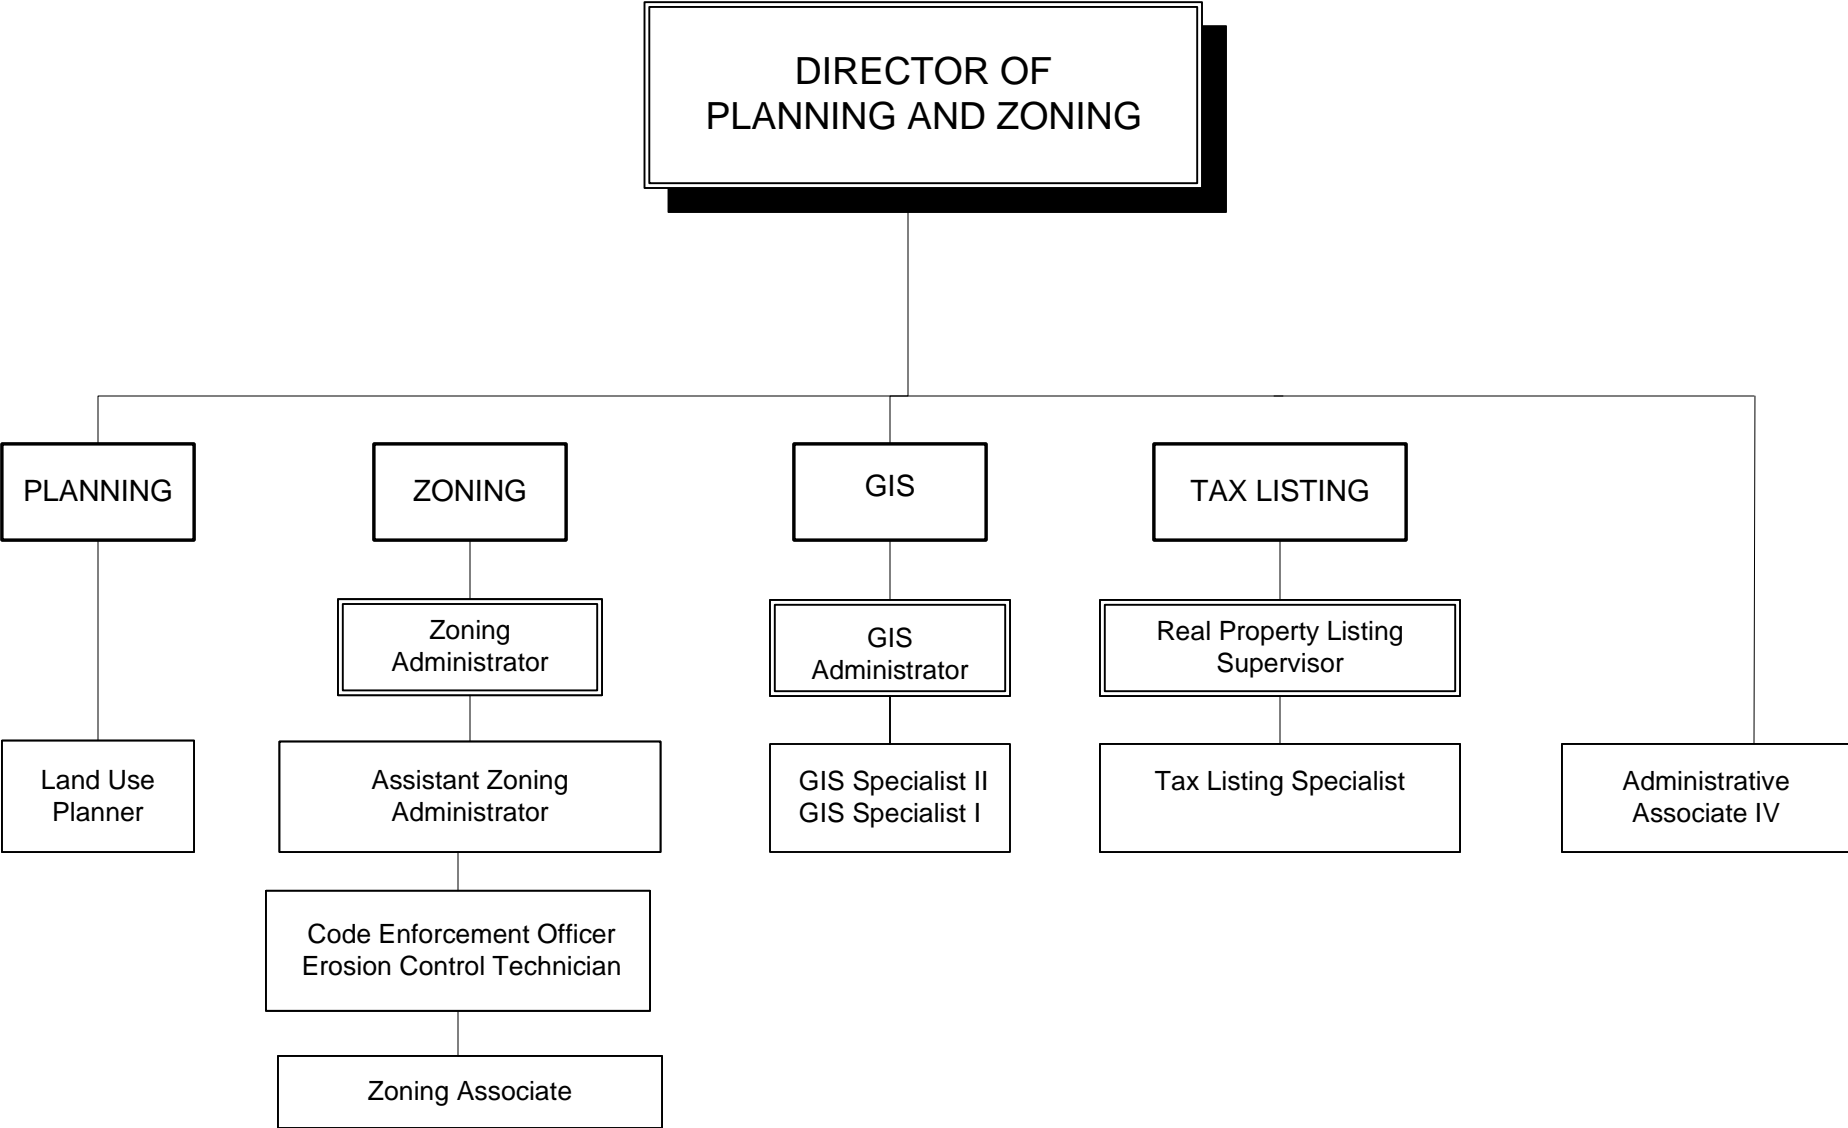 DIRECTOR OF
PLANNING AND ZONING
PLANNING
ZONING
GIS
TAX LISTING
Zoning
Administrator
GIS
Administrator
Real Property Listing
Supervisor
Land Use
Planner
Assistant Zoning
Administrator
GIS Specialist II
GIS Specialist I
Tax Listing Specialist
Administrative
Associate IV
Code Enforcement Officer
Erosion Control Technician
Zoning Associate